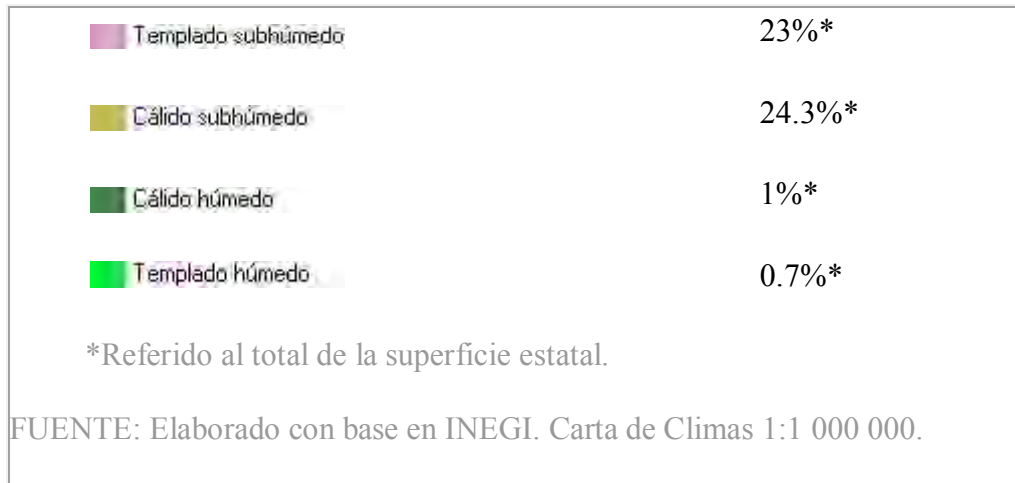 Templado subhúmedo 23%*
Cálido subhúmedo 24.3%*
Cálido húmedo 1%*
Templado húmedo 0.7%*
*Referido al total de la superficie estatal.
FUENTE: Elaborado con base en INEGI. Carta de Climas 1:1 000 000.